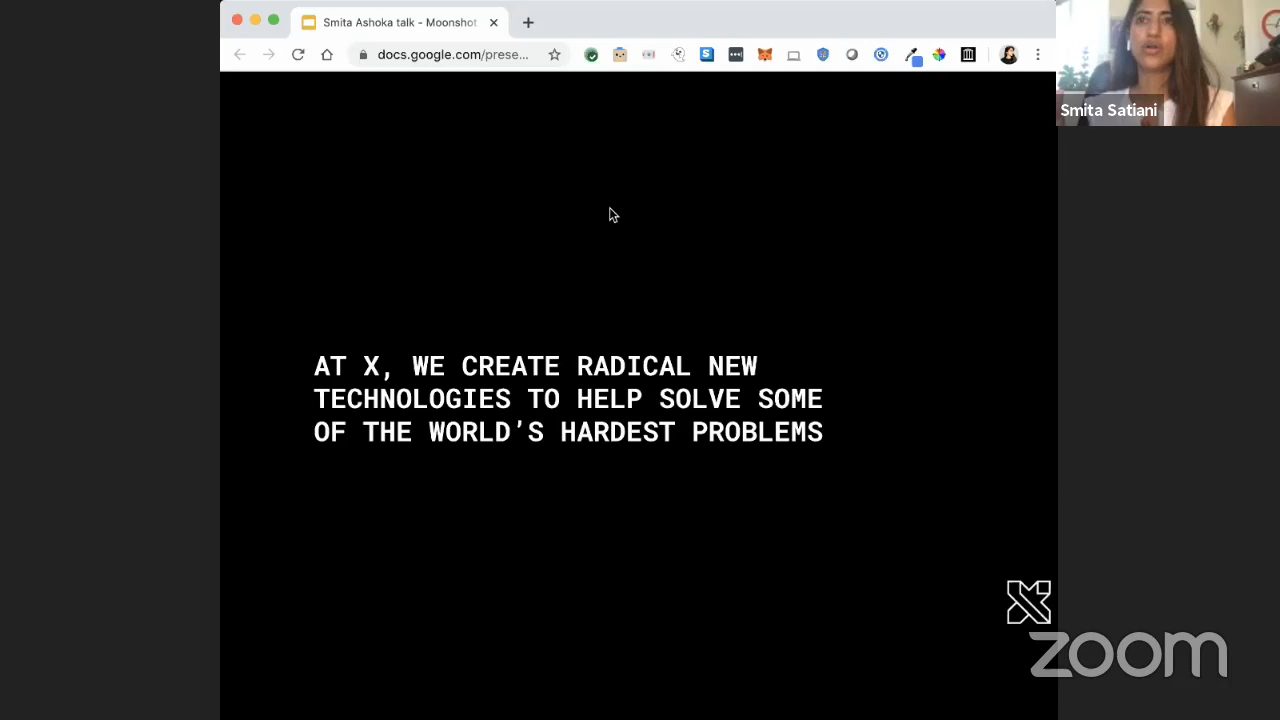 Smita Ashoka talk - Moonshot
docs.google.com/prese...
Smita Satiani
AT X, WE CREATE RADICAL NEW
TECHNOLOGIES TO HELP SOLVE SOME
OF THE WORLD’S HARDEST PROBLEMS
zoom